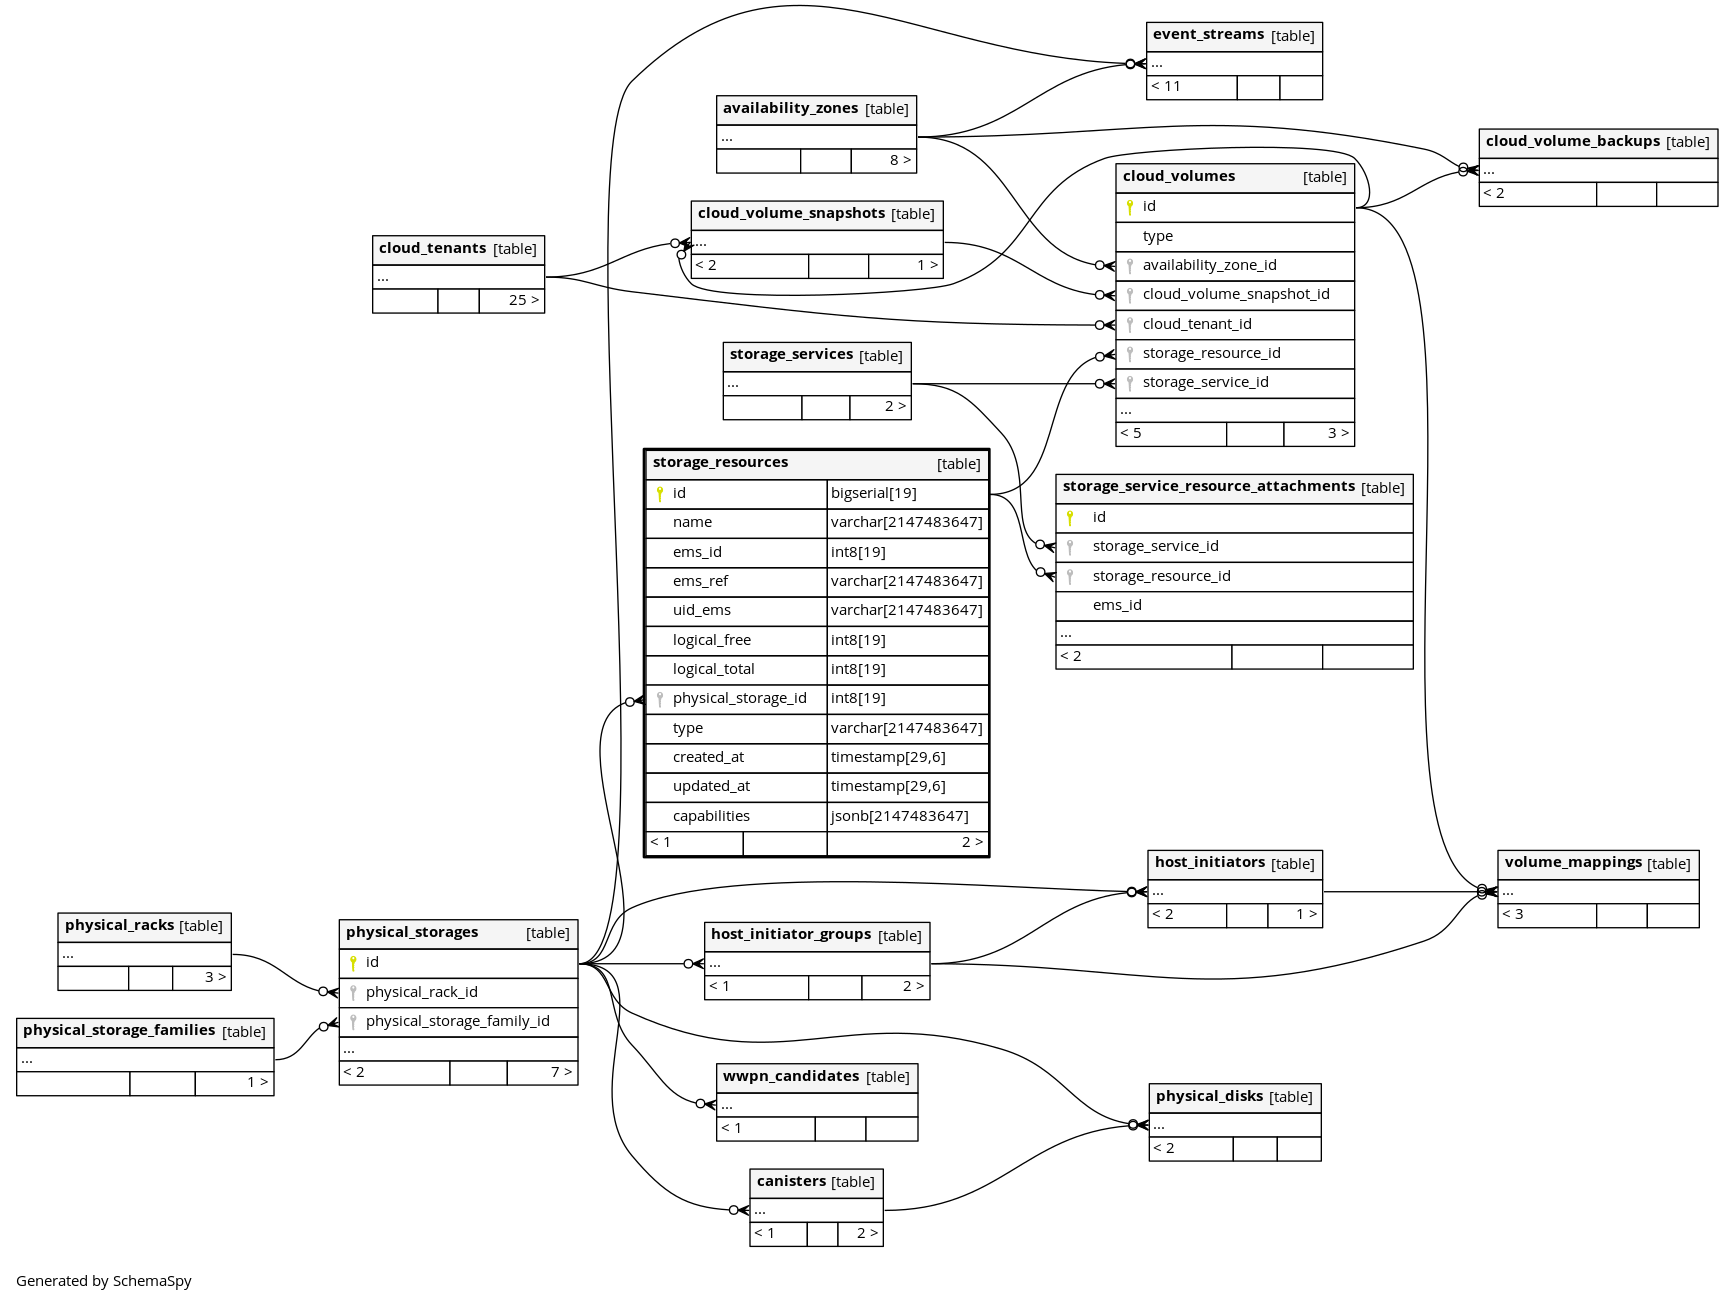 event_streams [table]
...
< 11
availability_zones [table]
...
8 >
cloud_volume_backups [table]
...
< 2
cloud_volumes [table]
id
type
availability_zone_id
cloud_volume_snapshot_id
cloud_tenant_id
storage_resource_id
storage_service_id
...
< 5 3 >
cloud_volume_snapshots [table]
...
< 2 1 >
cloud_tenants [table]
...
25 >
storage_services [table]
...
2 >
storage_resources [table]
id bigserial[19]
name varchar[2147483647]
ems_id int8[19]
ems_ref varchar[2147483647]
uid_ems varchar[2147483647]
logical_free int8[19]
logical_total int8[19]
physical_storage_id int8[19]
type varchar[2147483647]
created_at timestamp[29,6]
updated_at timestamp[29,6]
capabilities jsonb[2147483647]
< 1 2 >
storage_service_resource_attachments [table]
id
storage_service_id
storage_resource_id
ems_id
...
< 2
host_initiators [table]
...
< 2 1 >
volume_mappings [table]
...
< 3
physical_racks [table]
...
3 >
physical_storages [table]
id
physical_rack_id
physical_storage_family_id
...
< 2 7 >
host_initiator_groups [table]
...
< 1 2 >
physical_storage_families [table]
...
1 >
wwpn_candidates [table]
...
< 1
physical_disks [table]
...
< 2
canisters [table]
...
< 1 2 >
Generated by SchemaSpy